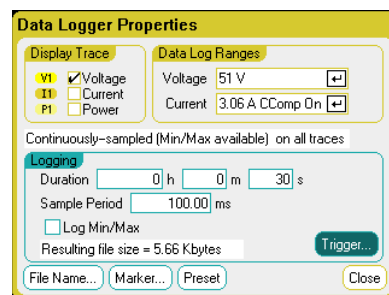 Data Logger Properties
Display Trace
V1 Voltage
I1 Current
P1 Power
Data Log Ranges
Voltage 51 V
Current 3.06 A CComp On
Continuously-sampled (Min/Max available) on all traces
Logging
Duration 0 h 0 m 30 s
Sample Period 100.00 ms
Log Min/Max
Resulting file size = 5.66 Kbytes
Trigger...
File Name... Marker... Preset Close